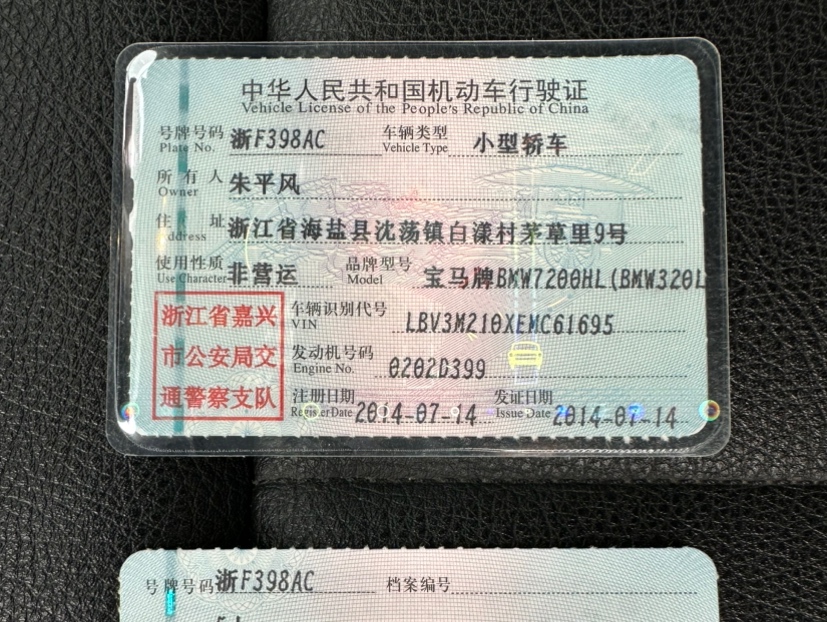 中华人民共和国机动车行驶证
Vehicle License of the People's Republic of China
号牌号码 浙F398AC 车辆类型 小型轿车
Plate No. Vehicle Type
所有人 朱平风
Owner
住址 浙江省海盐县沈荡镇白漾村茅草里9号
ddress
使用性质 非营运 品牌型号 宝马牌BMW7200HL(BMW320L
Use Character Model
浙江省嘉兴
市公安局交
通警察支队
车辆识别代号 LBV3M210XEMC61695
VIN
发动机号码 0202D399
Engine No.
注册日期 2014-07-14 发证日期 2014-07-14
Register Date Issue Date
号牌号码 浙F398AC 档案编号